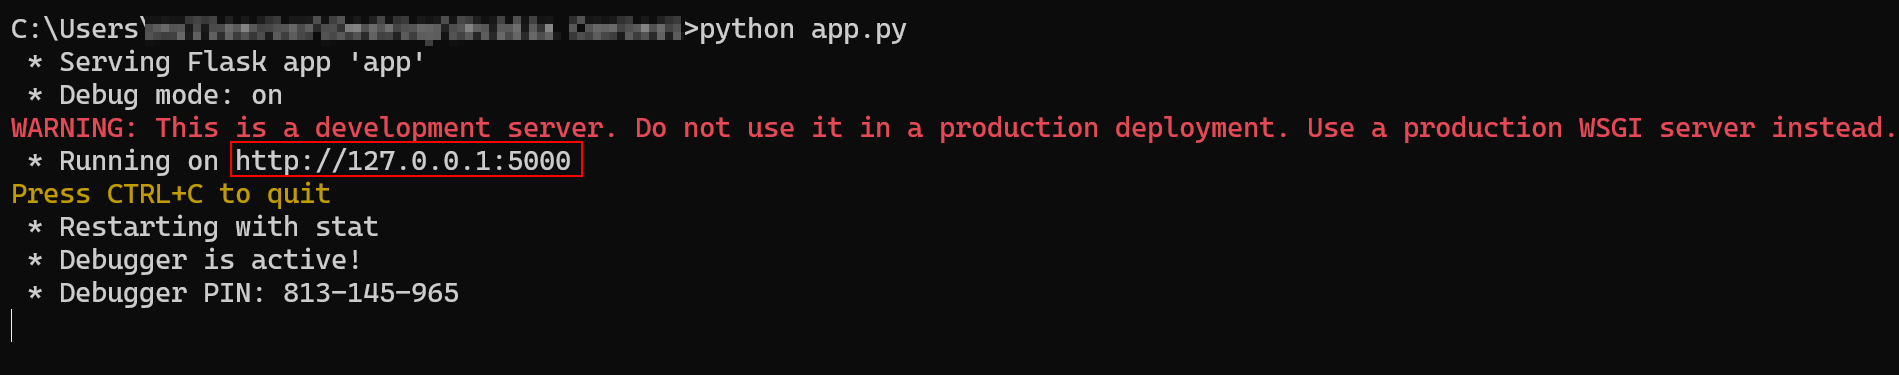 C:\Users\ >python app.py
 * Serving Flask app 'app'
 * Debug mode: on
WARNING: This is a development server. Do not use it in a production deployment. Use a production WSGI server instead.
 * Running on http://127.0.0.1:5000
Press CTRL+C to quit
 * Restarting with stat
 * Debugger is active!
 * Debugger PIN: 813-145-965